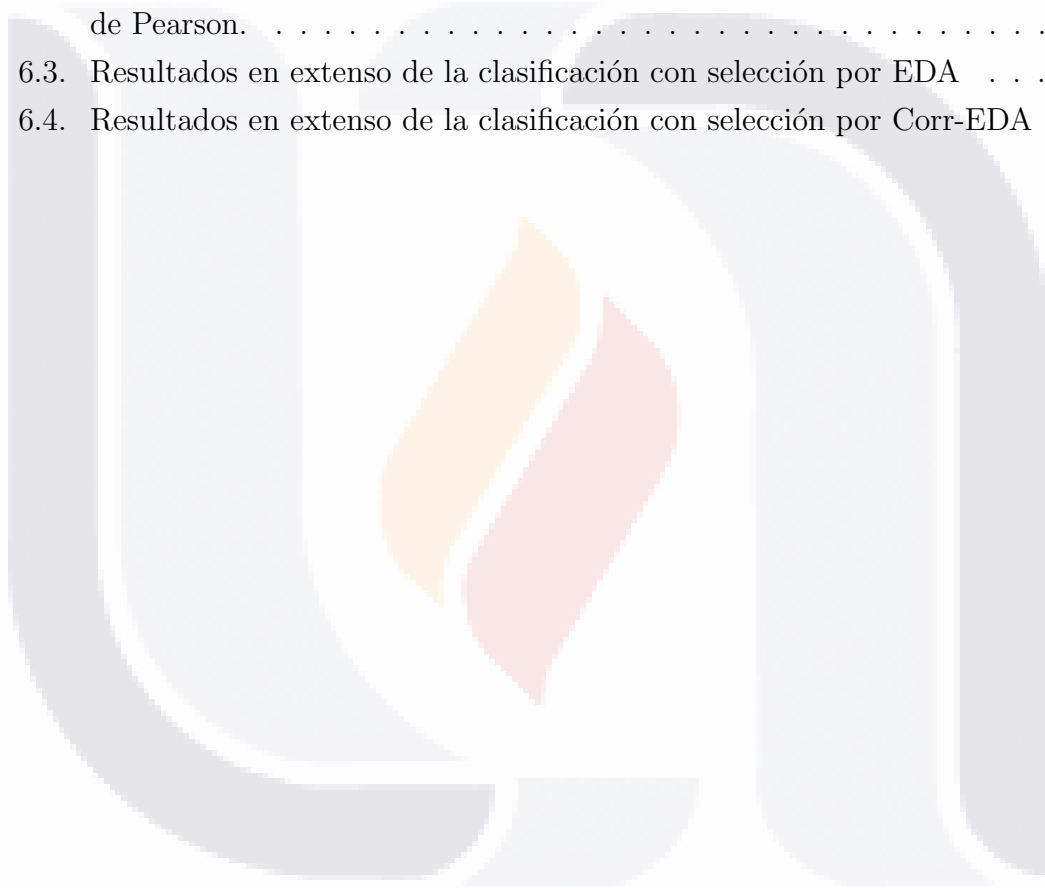 de Pearson. . . . . . . . . . . . . . . . . . . . . . . . . . . . . . . . . .
6.3. Resultados en extenso de la clasificación con selección por EDA . . .
6.4. Resultados en extenso de la clasificación con selección por Corr-EDA